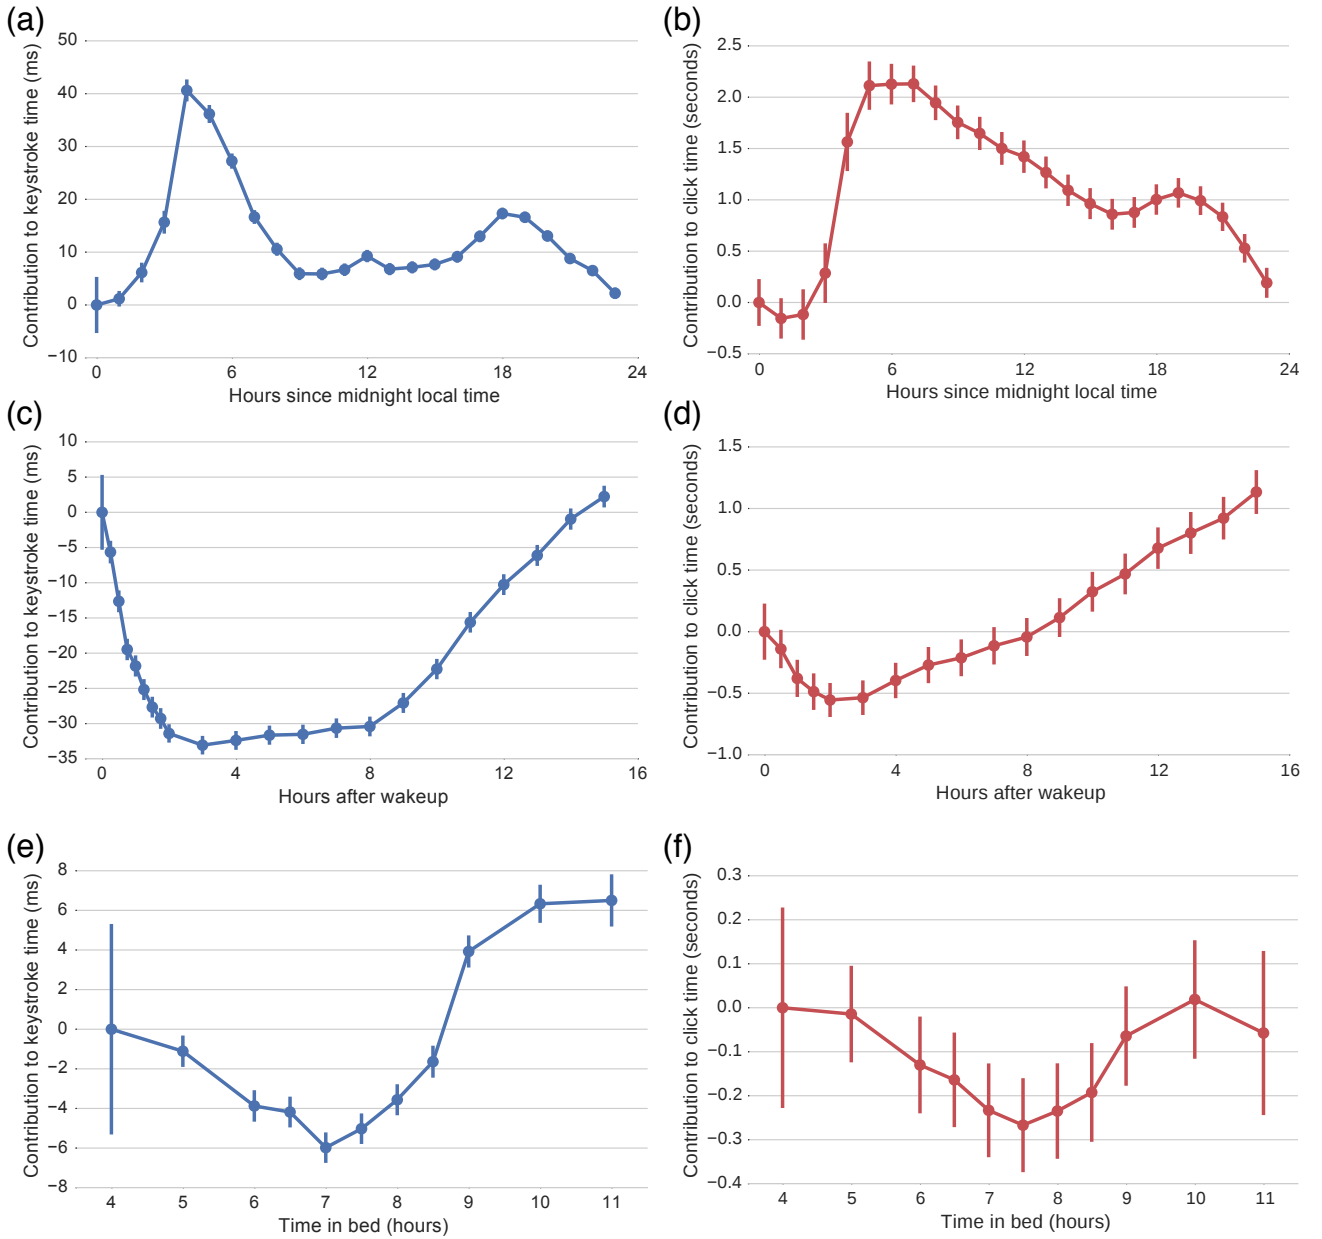 (a)
Contribution to keystroke time (ms)
50
40
30
20
10
0
−10
0 6 12 18 24
Hours since midnight local time
(b)
Contribution to click time (seconds)
2.5
2.0
1.5
1.0
0.5
0.0
−0.5
0 6 12 18 24
Hours since midnight local time
(c)
Contribution to keystroke time (ms)
10
5
0
−5
−10
−15
−20
−25
−30
−35
0 4 8 12 16
Hours after wakeup
(d)
Contribution to click time (seconds)
1.5
1.0
0.5
0.0
−0.5
−1.0
0 4 8 12 16
Hours after wakeup
(e)
Contribution to keystroke time (ms)
8
6
4
2
0
−2
−4
−6
−8
4 5 6 7 8 9 10 11
Time in bed (hours)
(f)
Contribution to click time (seconds)
0.3
0.2
0.1
0.0
−0.1
−0.2
−0.3
−0.4
4 5 6 7 8 9 10 11
Time in bed (hours)